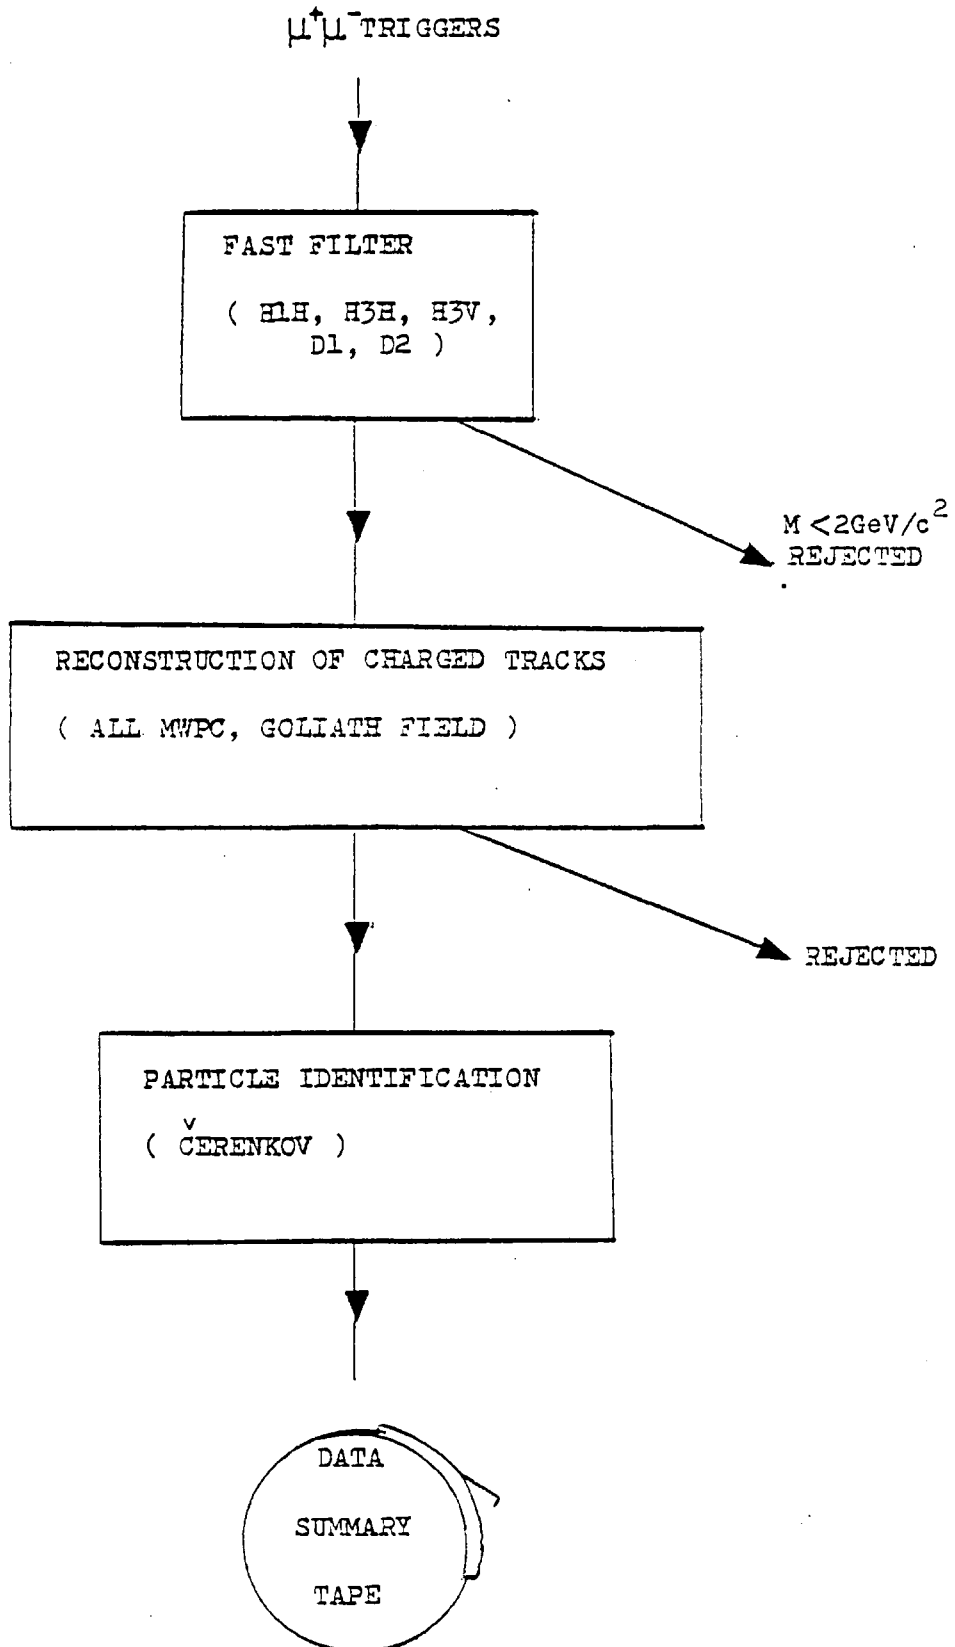 μ⁺μ⁻ TRIGGERS
FAST FILTER
( H1H, H3H, H3V,
D1, D2 )
M <2GeV/c²
REJECTED
RECONSTRUCTION OF CHARGED TRACKS
( ALL MWPC, GOLIATH FIELD )
REJECTED
PARTICLE IDENTIFICATION
( ČERENKOV )
DATA
SUMMARY
TAPE